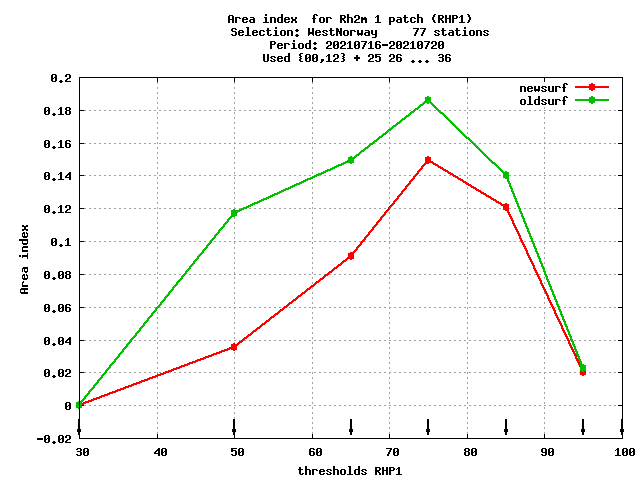 Area index  for Rh2m 1 patch (RHP1)
Selection: WestNorway     77 stations
Period: 20210716-20210720
Used {00,12} + 25 26 ... 36
newsurf
oldsurf
0.2
0.18
0.16
0.14
0.12
0.1
0.08
0.06
0.04
0.02
0
-0.02
Area index
30 40 50 60 70 80 90 100
thresholds RHP1